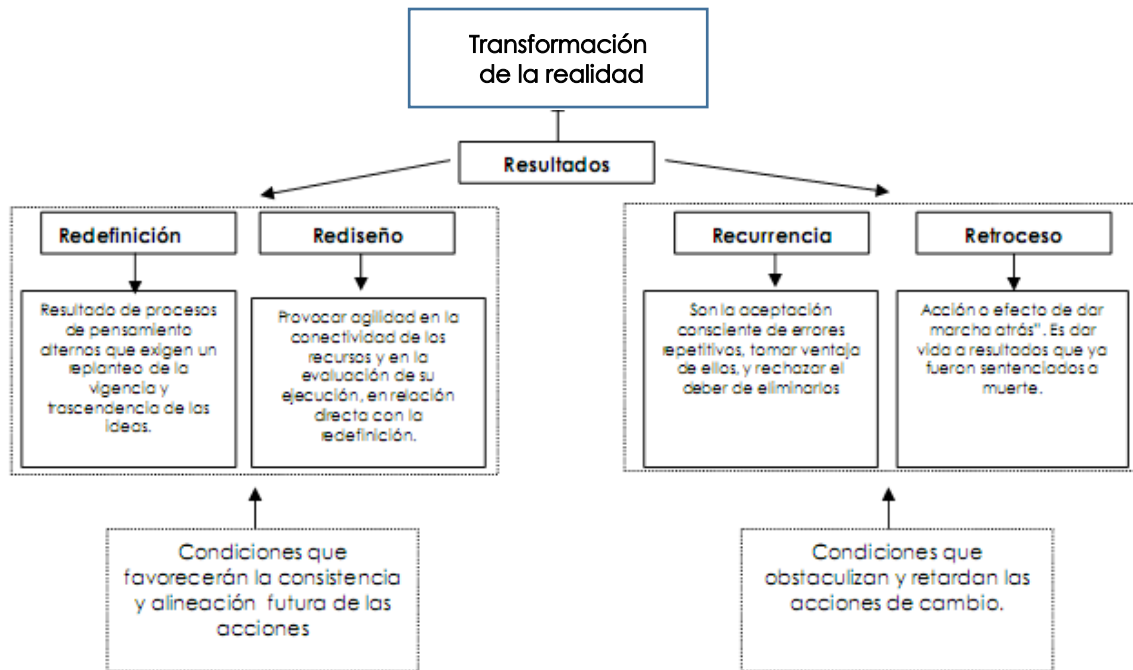 Transformación
de la realidad
Resultados
Redefinición
Rediseño
Recurrencia
Retroceso
Resultado de procesos
de pensamiento
alternos que exigen un
replanteo de la
vigencia y
trascendencia de las
ideas.
Provocar agilidad en la
conectividad de los
recursos y en la
evaluación de su
ejecución, en relación
directa con la
redefinición.
Son la aceptación
consciente de errores
repetitivos, tomar ventaja
de ellos, y rechazar el
deber de eliminarlos
Acción o efecto de dar
marcha atrás". Es dar
vida a resultados que ya
fueron sentenciados a
muerte.
Condiciones que
favorecerán la consistencia
y alineación futura de las
acciones
Condiciones que
obstaculizan y retardan las
acciones de cambio.